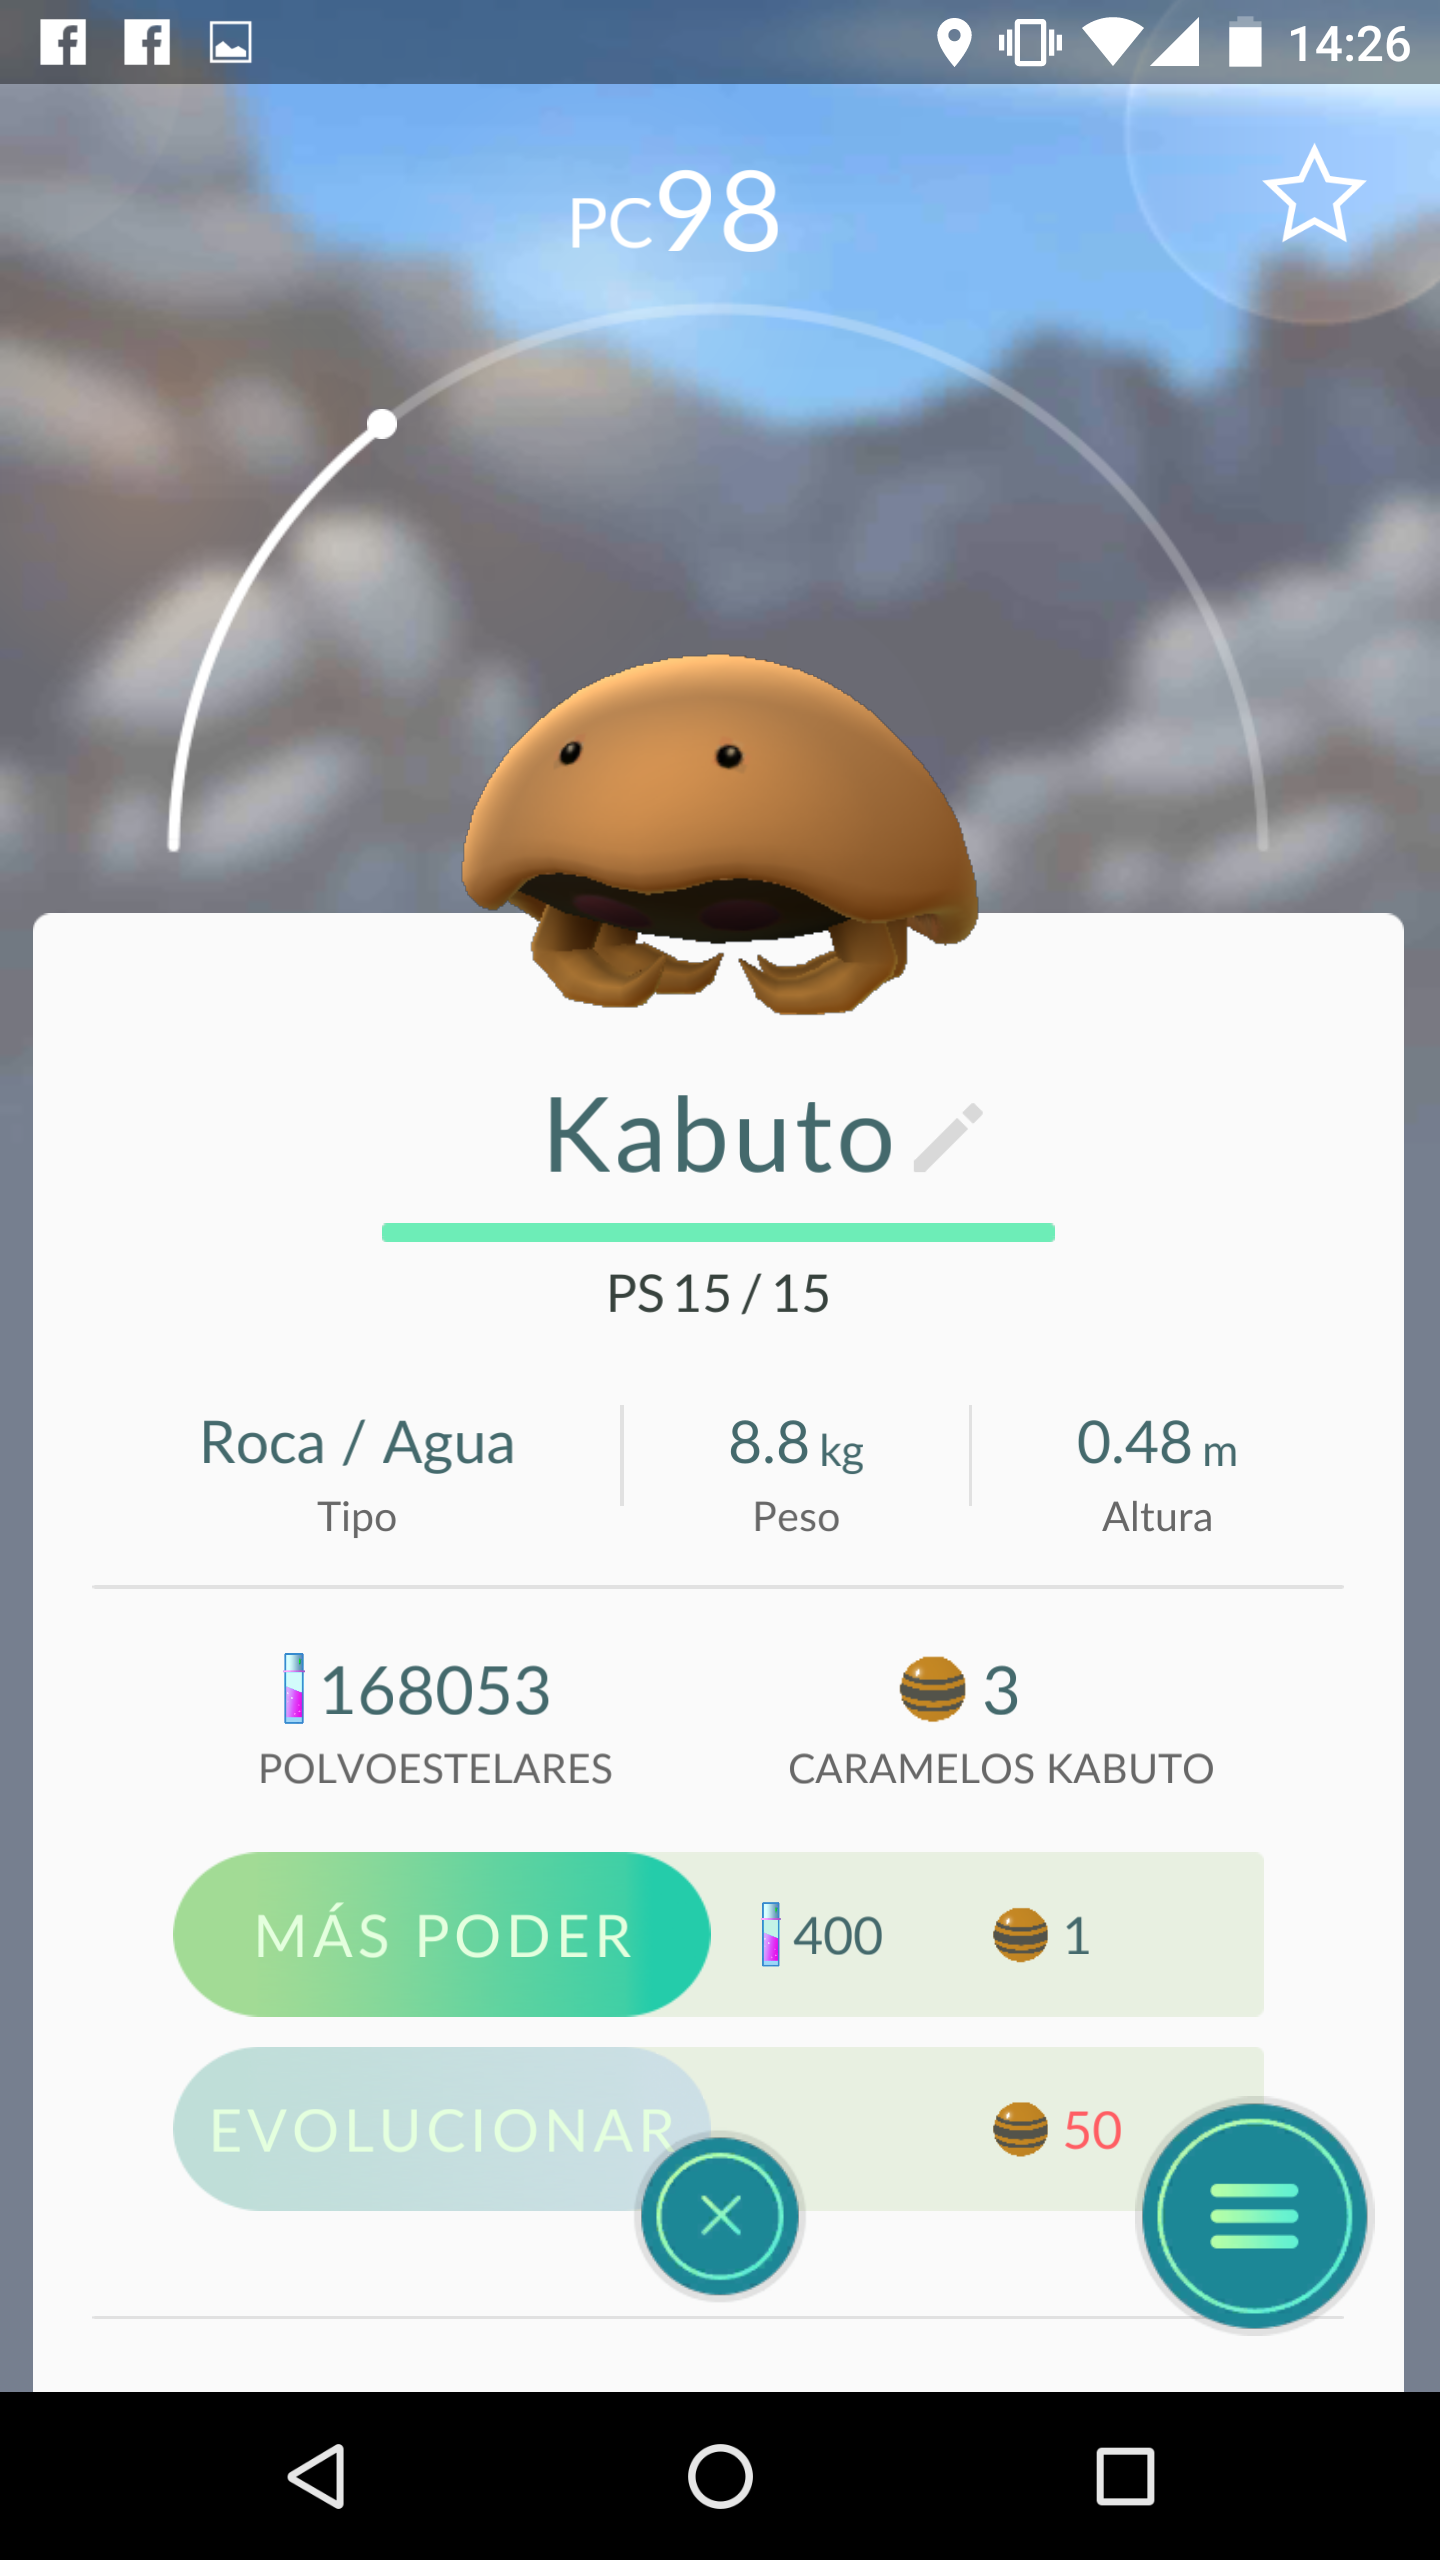 14:26
PC98
Kabuto
PS 15 / 15
Roca / Agua
Tipo
8.8 kg
Peso
0.48 m
Altura
168053
POLVOESTELARES
3
CARAMELOS KABUTO
MÁS PODER 400 1
EVOLUCIONAR 50